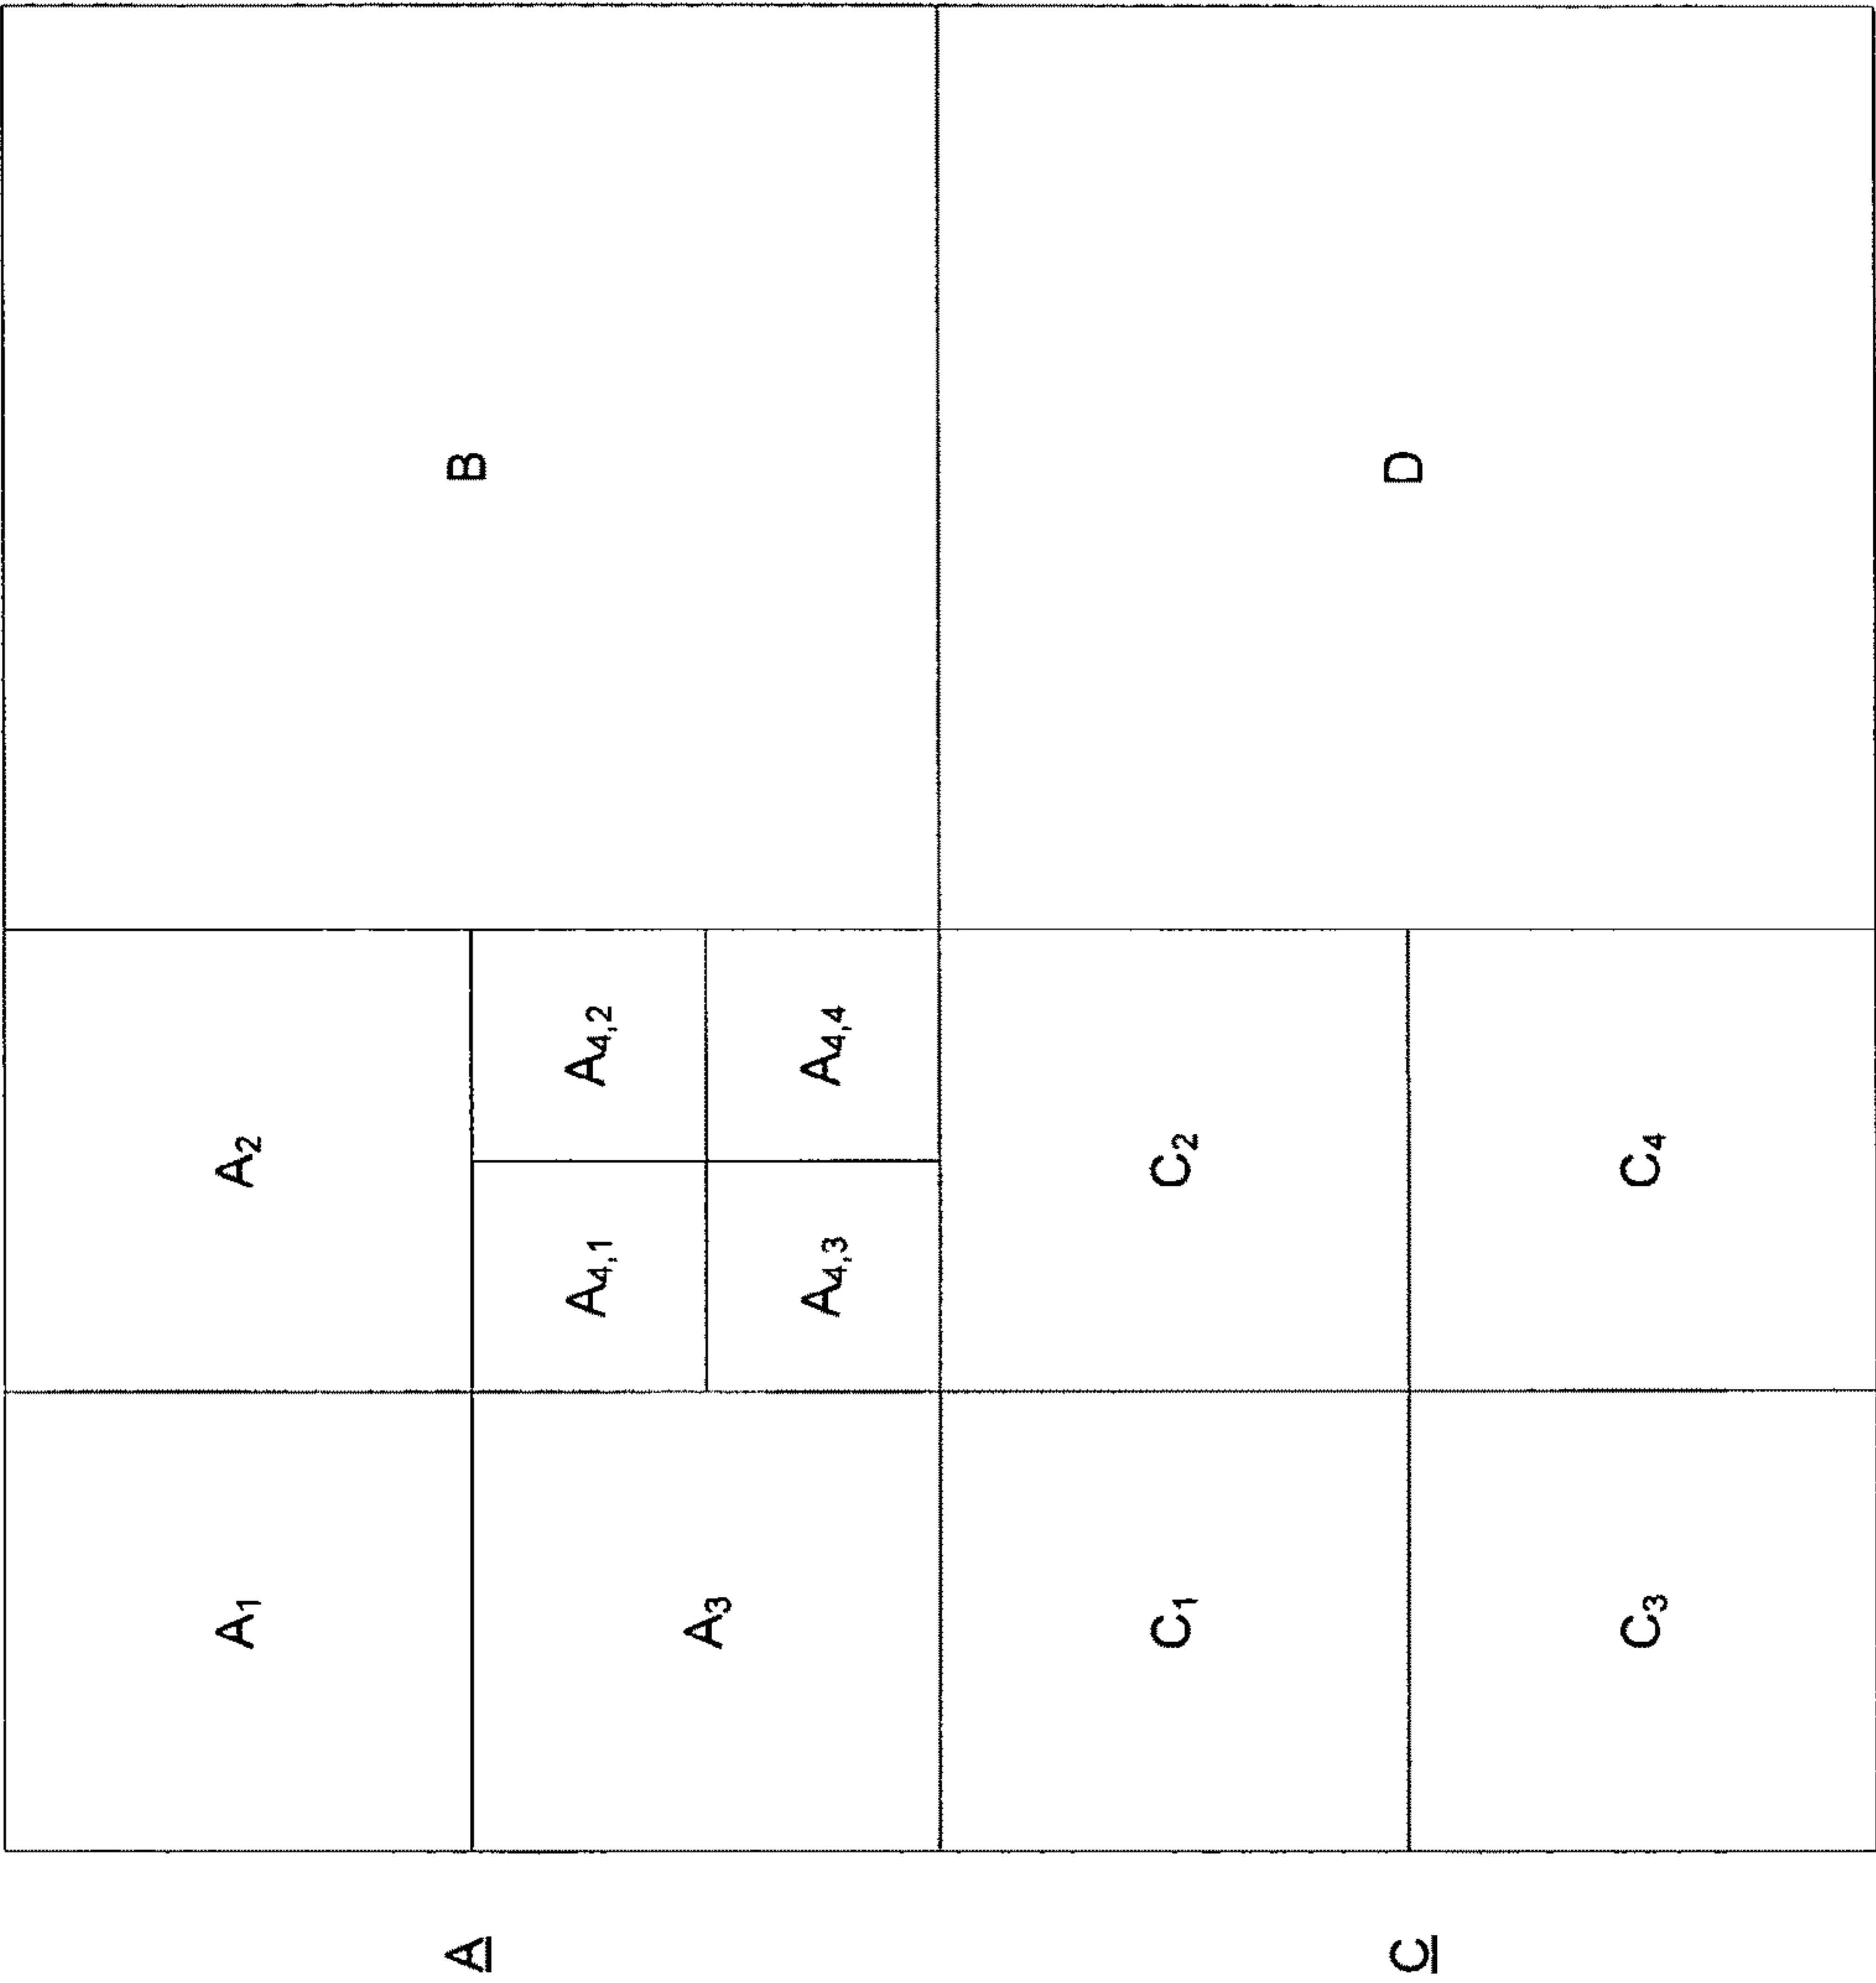 A₁ A₂
A B
A₄,₁ A₄,₂
A₃
A₄,₃ A₄,₄
C₁ C₂
C D
C₃ C₄